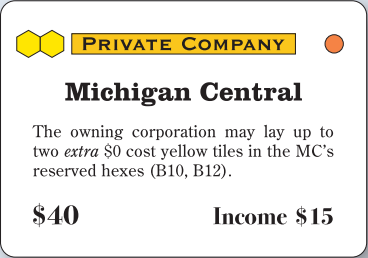 PRIVATE COMPANY
Michigan Central
The owning corporation may lay up to
two extra $0 cost yellow tiles in the MC's
reserved hexes (B10, B12).
$40 Income $15